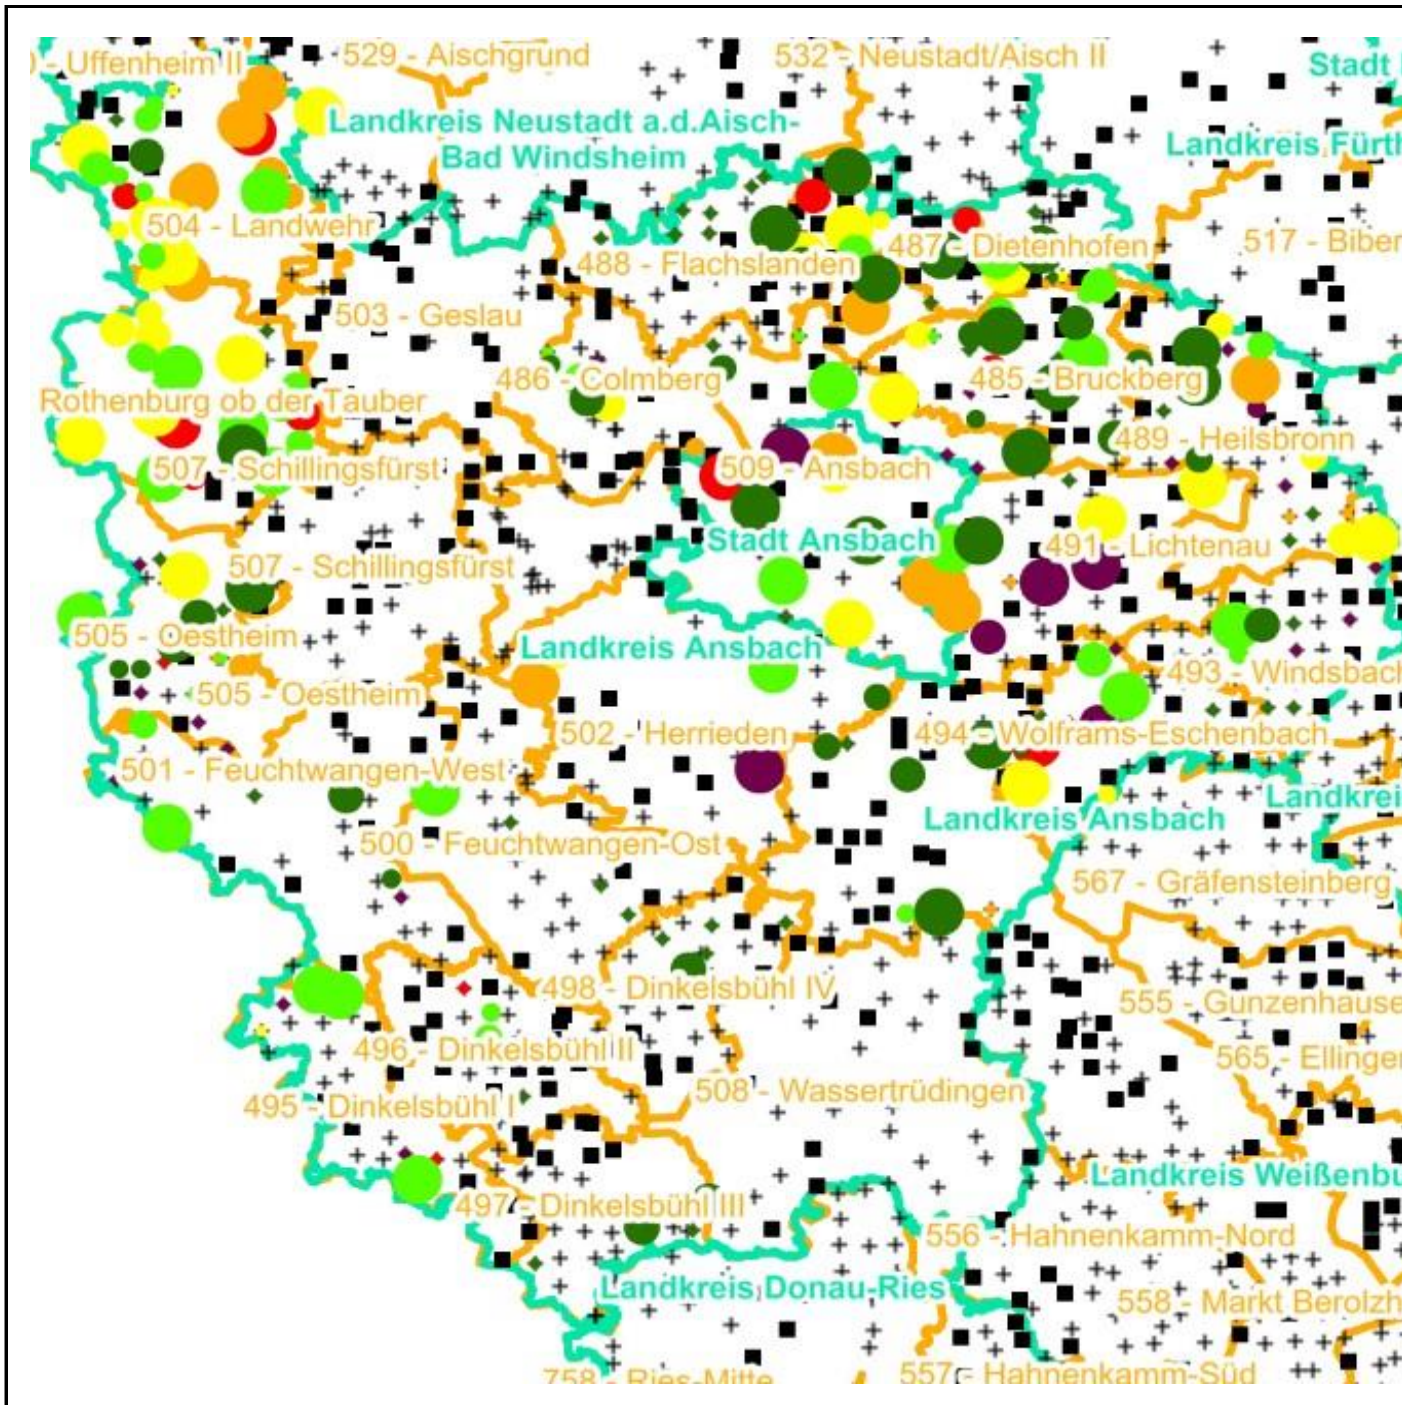 Uffenheim II
529 - Aischgrund
532 - Neustadt/Aisch II
Stadt
Landkreis Neustadt a.d.Aisch-
Bad Windsheim
Landkreis Fürth
504 - Landwehr
488 - Flachslanden
487 - Dietenhofen
517 - Biber
503 - Geslau
486 - Colmberg
485 - Bruckberg
Rothenburg ob der Tauber
489 - Heilsbronn
507 - Schillingsfürst
509 - Ansbach
Stadt Ansbach
491 - Lichtenau
507 - Schillingsfürst
505 - Oestheim
Landkreis Ansbach
493 - Windsbach
505 - Oestheim
502 - Herrieden
494 - Wolframs-Eschenbach
501 - Feuchtwangen-West
Landkrei
Landkreis Ansbach
500 - Feuchtwangen-Ost
567 - Gräfensteinberg
498 - Dinkelsbühl IV
555 - Gunzenhause
496 - Dinkelsbühl II
565 - Ellinger
508 - Wassertrüdingen
495 - Dinkelsbühl I
Landkreis Weißenbu
497 - Dinkelsbühl III
556 - Hahnenkamm-Nord
Landkreis Donau-Ries
558 - Markt Berolzh
758 - Ries-Mitte
557 - Hahnenkamm-Süd